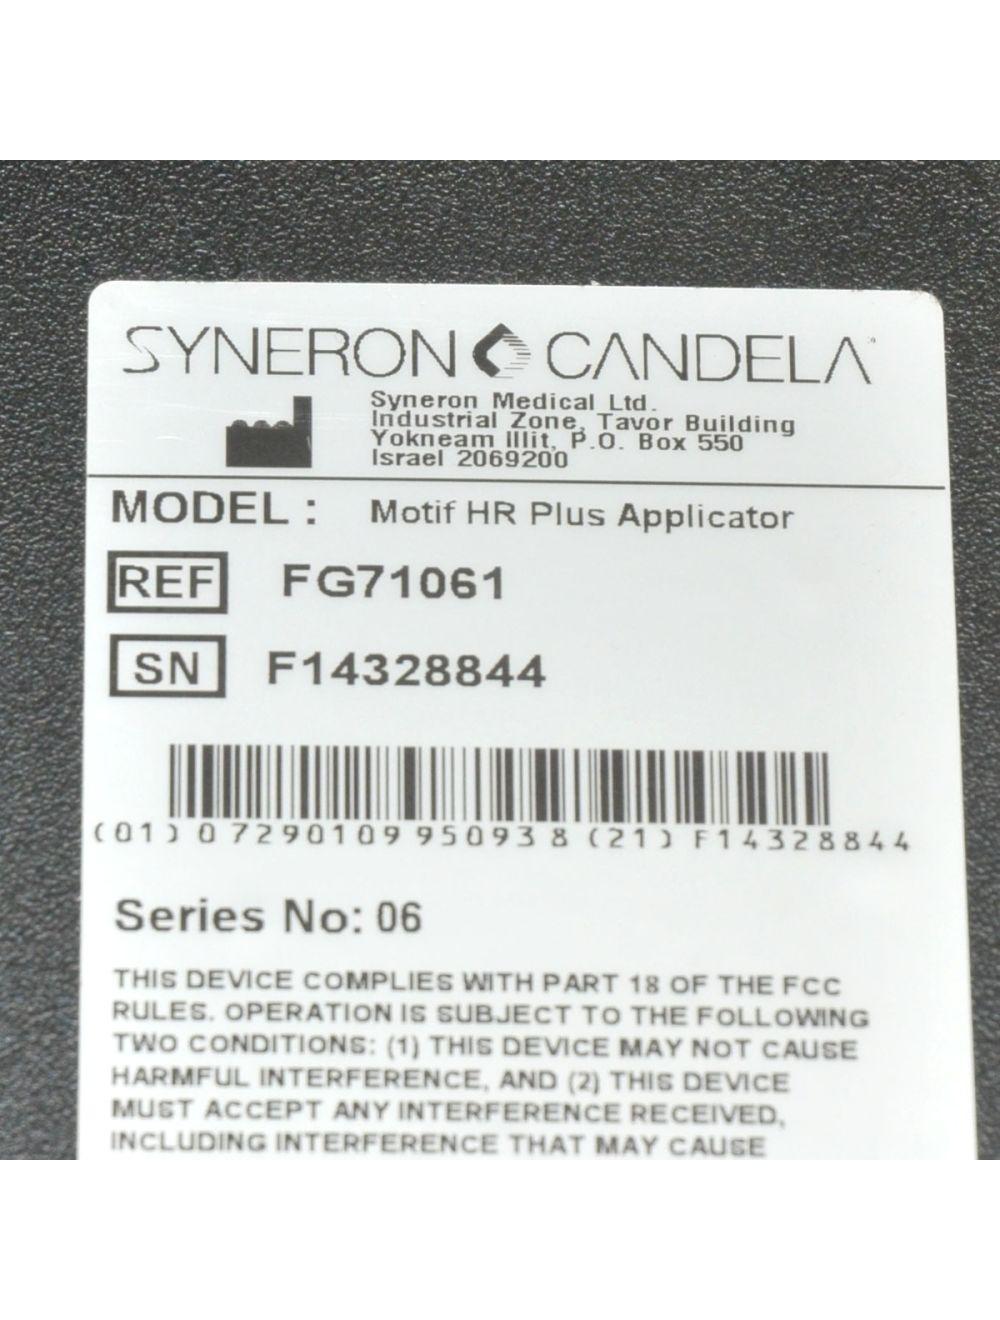 SYNERON CANDELA
Syneron Medical Ltd.
Industrial Zone, Tavor Building
Yokneam Illit, P.O. Box 550
Israel 2069200
MODEL : Motif HR Plus Applicator
REF FG71061
SN F14328844
(01)07290109950938(21)F14328844
Series No: 06
THIS DEVICE COMPLIES WITH PART 18 OF THE FCC
RULES. OPERATION IS SUBJECT TO THE FOLLOWING
TWO CONDITIONS: (1) THIS DEVICE MAY NOT CAUSE
HARMFUL INTERFERENCE, AND (2) THIS DEVICE
MUST ACCEPT ANY INTERFERENCE RECEIVED,
INCLUDING INTERFERENCE THAT MAY CAUSE